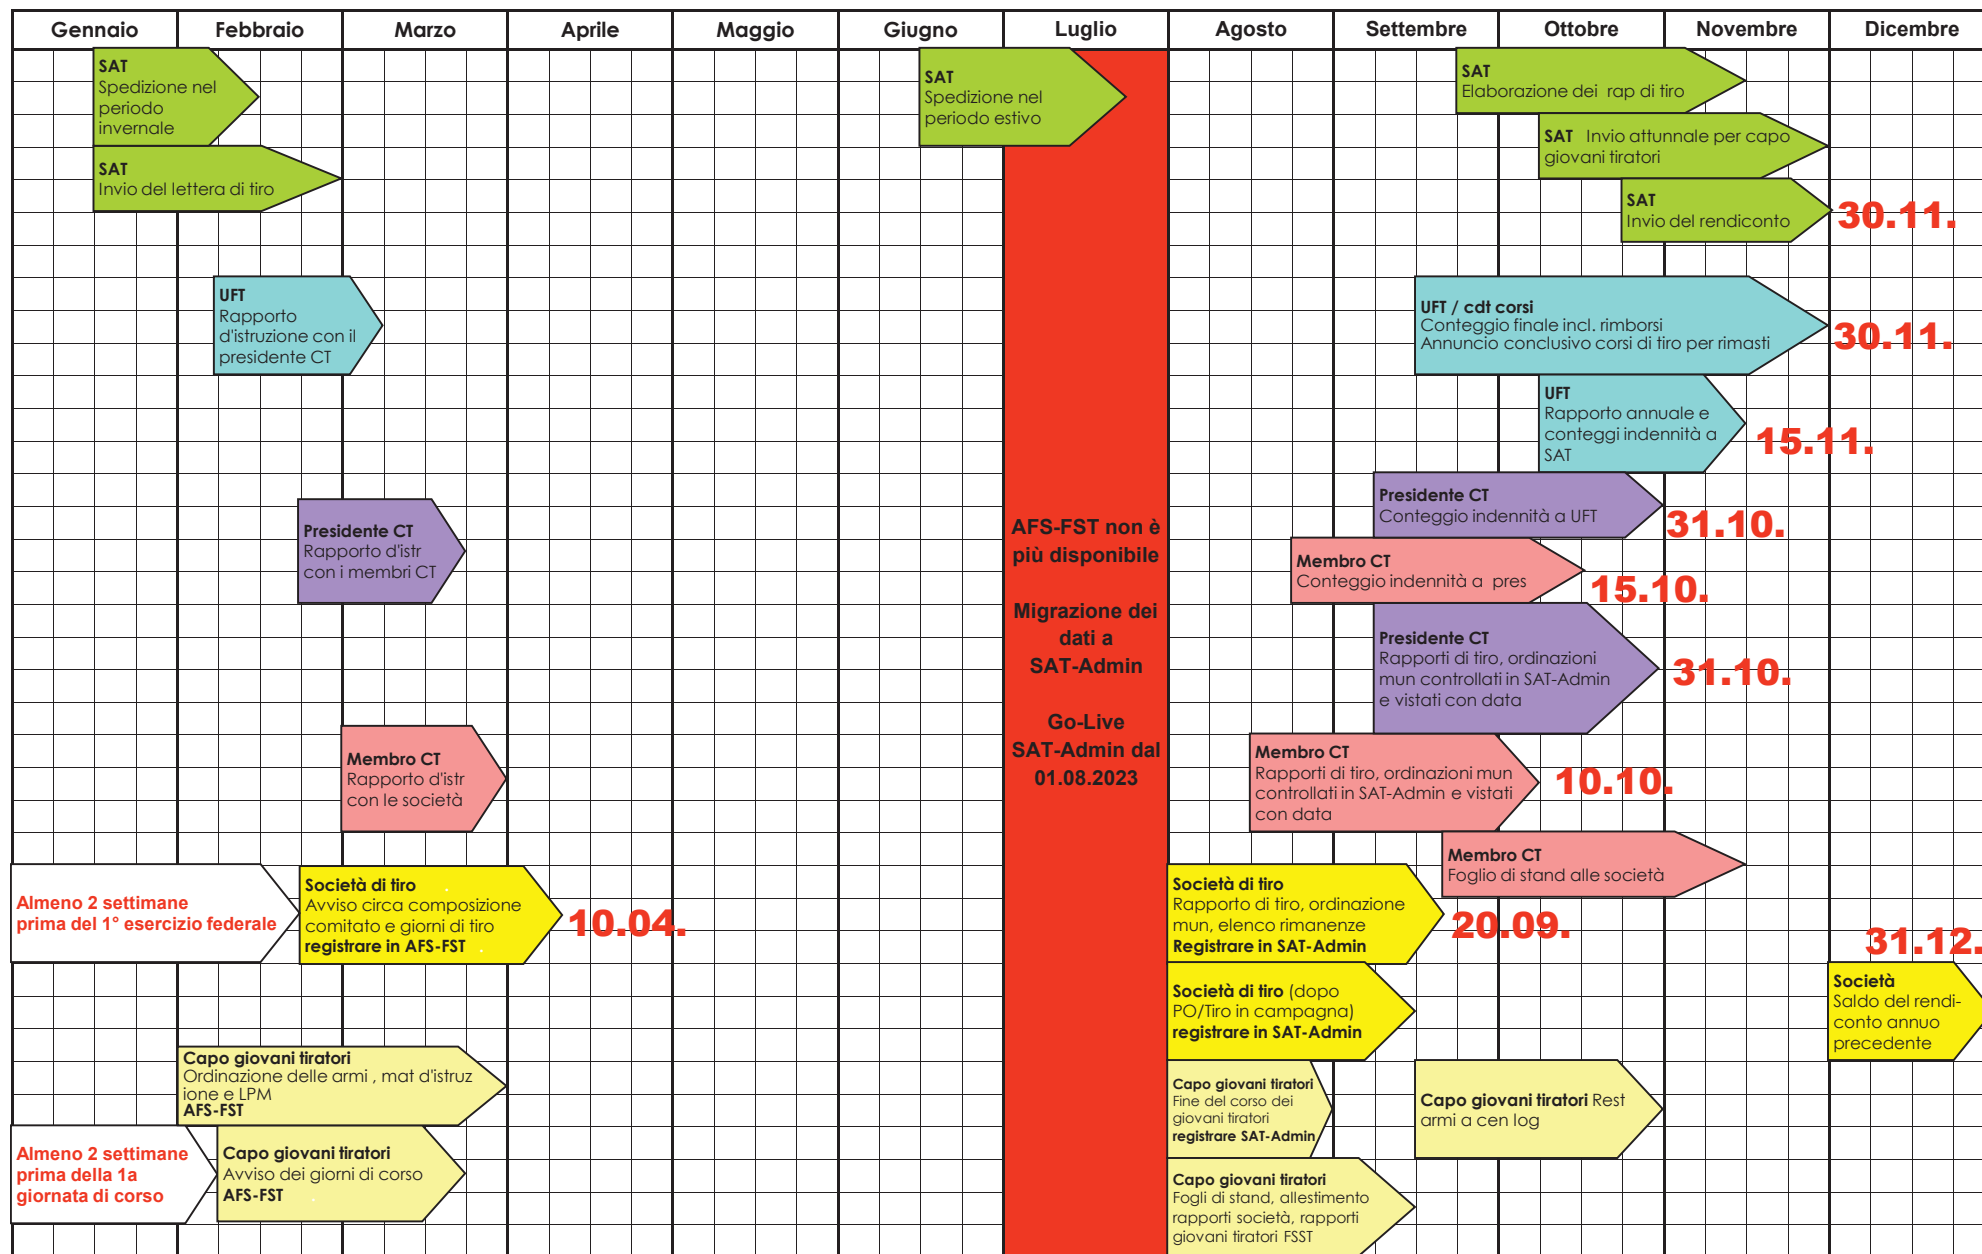 Gennaio Febbraio Marzo Aprile Maggio Giugno Luglio Agosto Settembre Ottobre Novembre Dicembre
SAT
Spedizione nel
periodo
invernale
SAT
Invio del lettera di tiro
SAT
Spedizione nel
periodo estivo
SAT
Elaborazione dei rap di tiro
SAT Invio attunnale per capo
giovani tiratori
SAT
Invio del rendiconto
30.11.
UFT
Rapporto
d'istruzione con il
presidente CT
UFT / cdt corsi
Conteggio finale incl. rimborsi
Annuncio conclusivo corsi di tiro per rimasti
30.11.
UFT
Rapporto annuale e
conteggi indennità a
SAT
15.11.
Presidente CT
Rapporto d'istr
con i membri CT
AFS-FST non è
più disponibile
Migrazione dei
dati a
SAT-Admin
Go-Live
SAT-Admin dal
01.08.2023
Presidente CT
Conteggio indennità a UFT
31.10.
Membro CT
Conteggio indennità a pres
15.10.
Presidente CT
Rapporti di tiro, ordinazioni
mun controllati in SAT-Admin
e vistati con data
31.10.
Membro CT
Rapporto d'istr
con le società
Membro CT
Rapporti di tiro, ordinazioni mun
controllati in SAT-Admin e vistati
con data
10.10.
Membro CT
Foglio di stand alle società
Almeno 2 settimane
prima del 1° esercizio federale
Società di tiro
Avviso circa composizione
comitato e giorni di tiro
registrare in AFS-FST
10.04.
Società di tiro
Rapporto di tiro, ordinazione
mun, elenco rimanenze
Registrare in SAT-Admin
20.09.
31.12.
Società di tiro (dopo
PO/Tiro in campagna)
registrare in SAT-Admin
Società
Saldo del rendi-
conto annuo
precedente
Capo giovani tiratori
Ordinazione delle armi , mat d'istruz
ione e LPM
AFS-FST
Capo giovani tiratori
Fine del corso dei
giovani tiratori
registrare SAT-Admin
Capo giovani tiratori Rest
armi a cen log
Almeno 2 settimane
prima della 1a
giornata di corso
Capo giovani tiratori
Avviso dei giorni di corso
AFS-FST
Capo giovani tiratori
Fogli di stand, allestimento
rapporti società, rapporti
giovani tiratori FSST